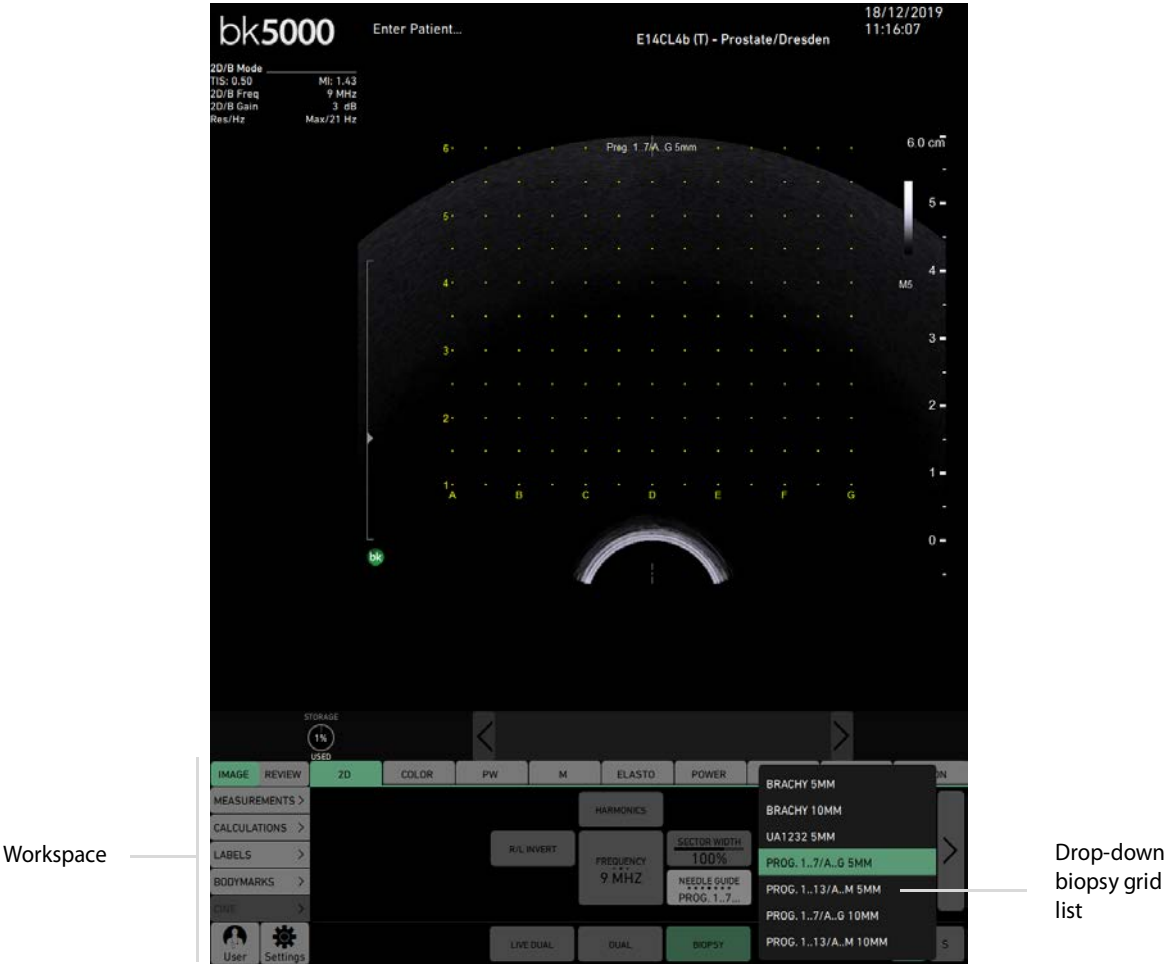 bk5000
Enter Patient...
E14CL4b (T) - Prostate/Dresden
18/12/2019
11:16:07
2D/B Mode
TIS: 0.50 MI: 1.43
2D/B Freq 9 MHz
2D/B Gain 3 dB
Res/Hz Max/21 Hz
6
Prog. 1..7/A..G 5mm
6.0 cm
5
5
4
4
M5
3
3
2
2
1
1
A B C D E F G
0
bk
STORAGE
1%
USED
IMAGE REVIEW 2D COLOR PW M ELASTO POWER
MEASUREMENTS
CALCULATIONS
LABELS
BODYMARKS
CINE
User Settings
HARMONICS
R/L INVERT
FREQUENCY
9 MHZ
SECTOR WIDTH
100%
NEEDLE GUIDE
PROG. 1..7...
LIVE DUAL DUAL BIOPSY S
BRACHY 5MM
BRACHY 10MM
UA1232 5MM
PROG. 1..7/A..G 5MM
PROG. 1..13/A..M 5MM
PROG. 1..7/A..G 10MM
PROG. 1..13/A..M 10MM
Workspace
Drop-down
biopsy grid
list